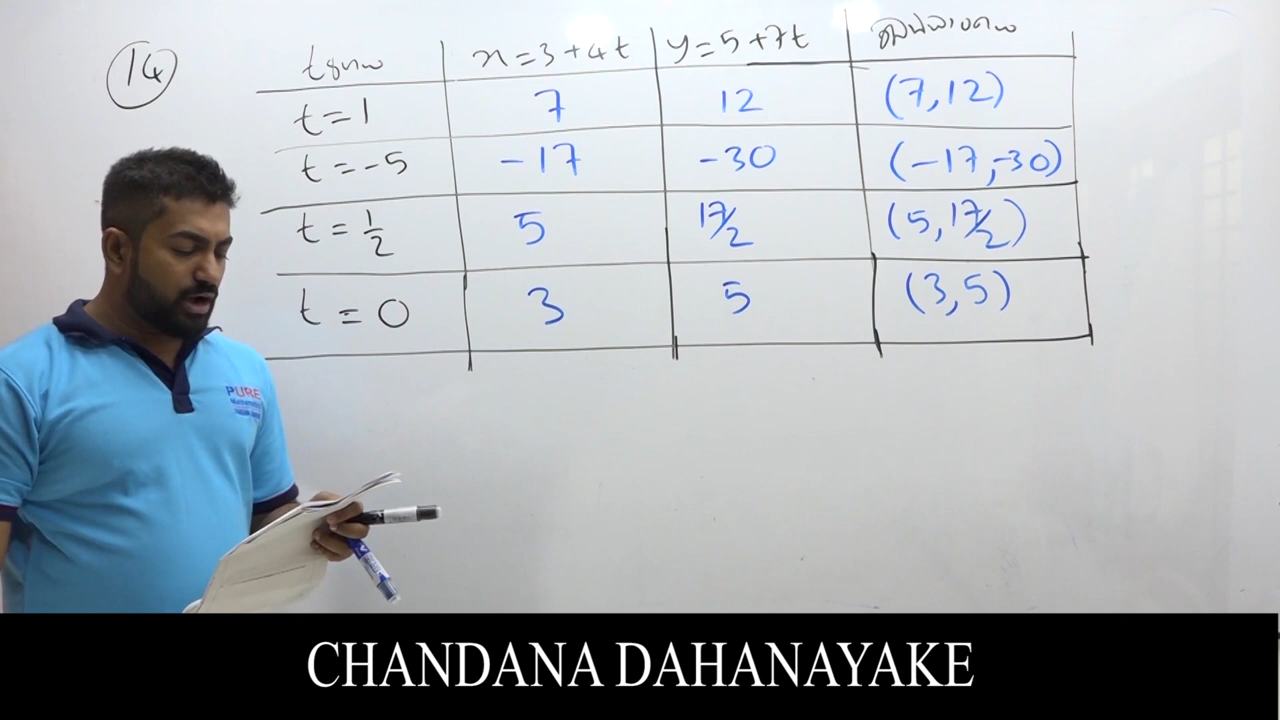 14
x=3+4t y=5+7t
t=1 7 12 (7,12)
t=-5 -17 -30 (-17,-30)
t=1/2 5 17/2 (5,17/2)
t=0 3 5 (3,5)
PURE
CHANDANA DAHANAYAKE